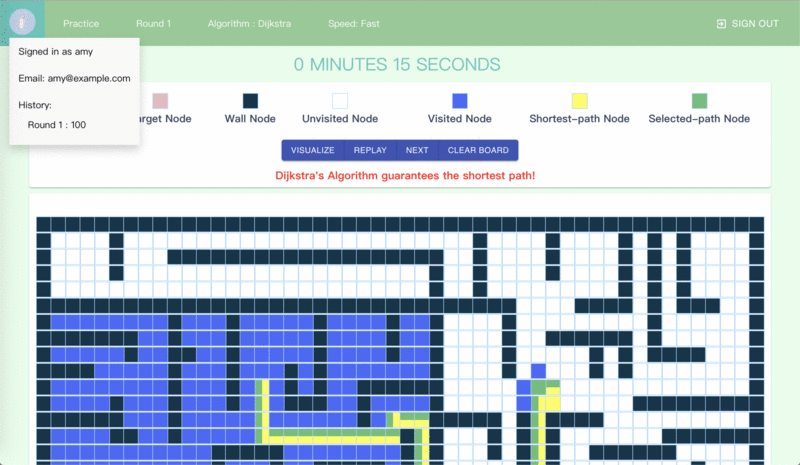 Practice
Round 1
Algorithm : Dijkstra
Speed: Fast
SIGN OUT
Signed in as amy
Email: amy@example.com
History:
Round 1 : 100
0 MINUTES 15 SECONDS
Node
Wall Node
Unvisited Node
Visited Node
Shortest-path Node
Selected-path Node
VISUALIZE
REPLAY
NEXT
CLEAR BOARD
Dijkstra's Algorithm guarantees the shortest path!